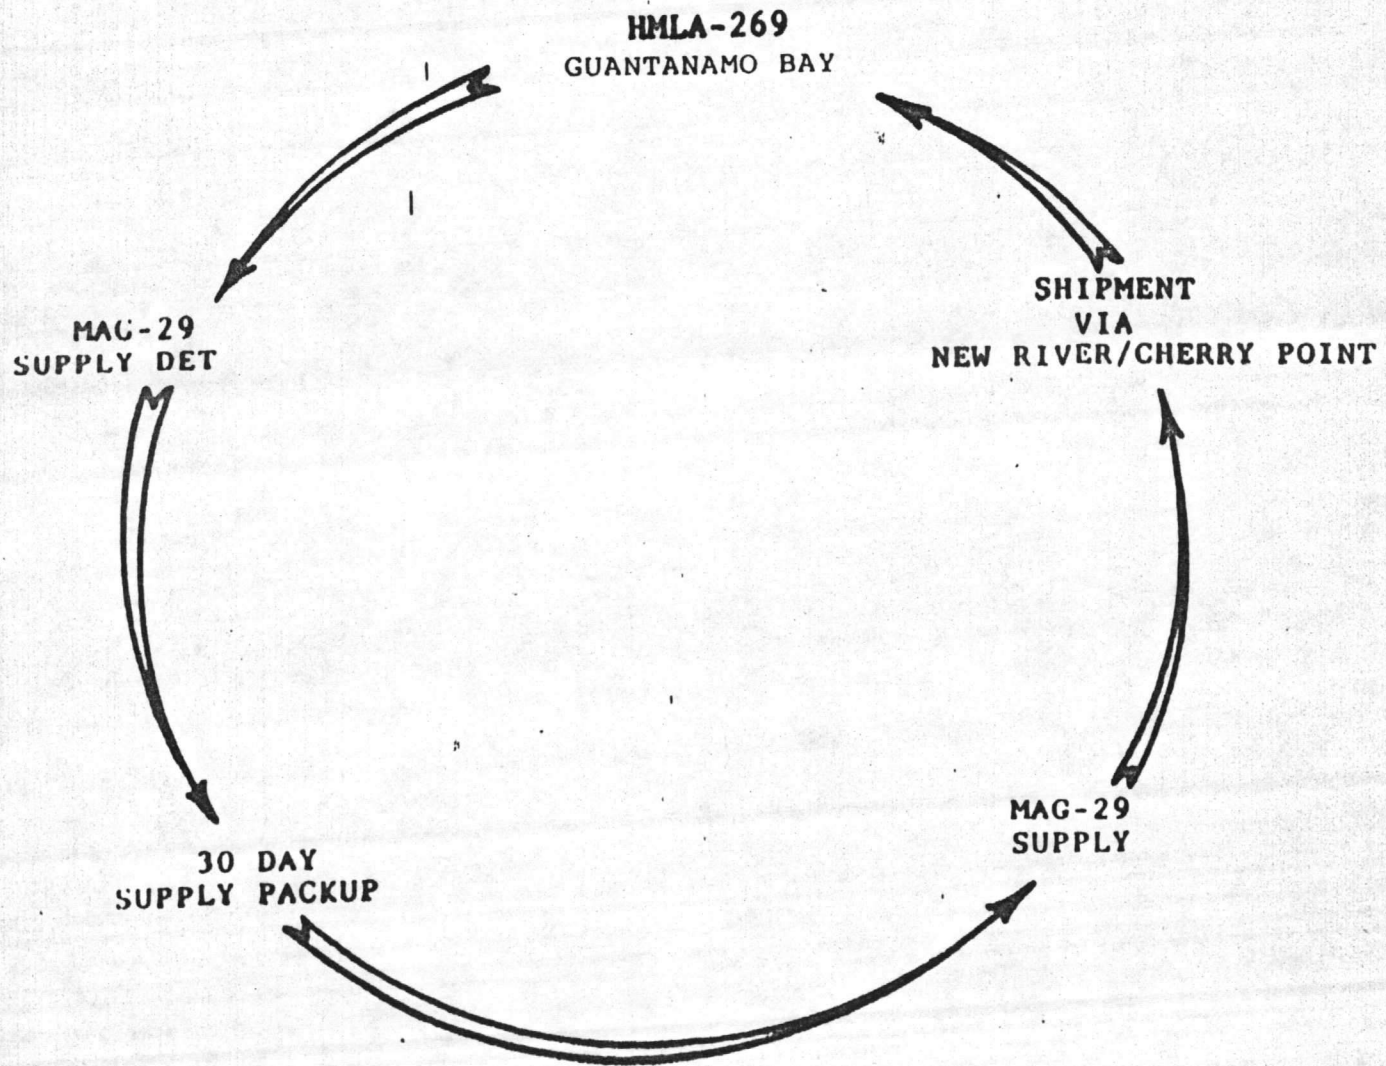 HMLA-269
GUANTANAMO BAY
MAG-29
SUPPLY DET
SHIPMENT
VIA
NEW RIVER/CHERRY POINT
30 DAY
SUPPLY PACKUP
MAG-29
SUPPLY